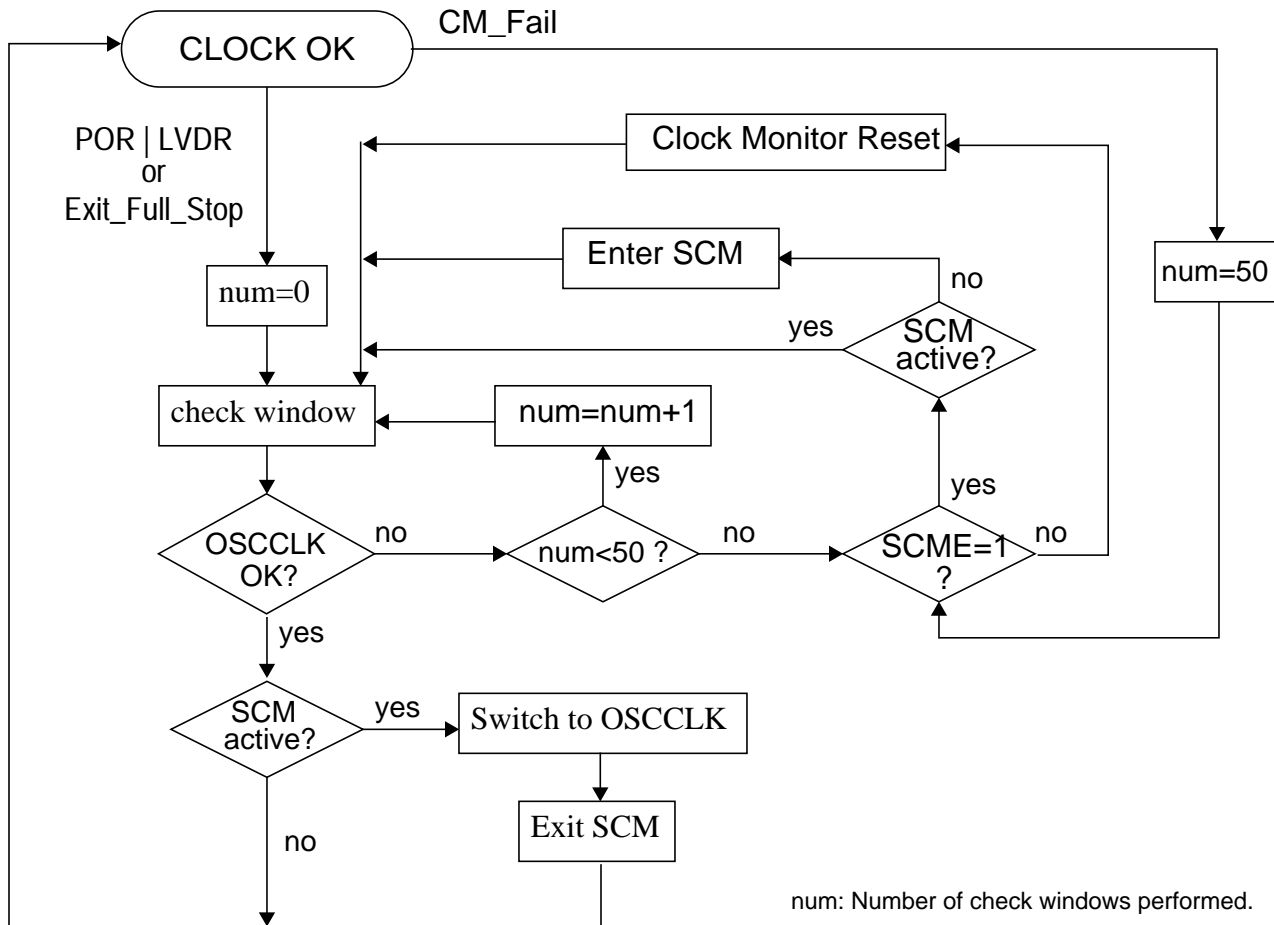 CM_Fail
CLOCK OK
POR | LVDR
or
Exit_Full_Stop
Clock Monitor Reset
Enter SCM
no
num=50
num=0
yes
SCM
active?
check window
num=num+1
yes
yes
OSCCLK
OK?
no
num<50 ?
no
SCME=1
?
no
yes
SCM
active?
yes
Switch to OSCCLK
Exit SCM
no
num: Number of check windows performed.